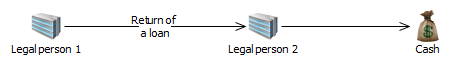 Return of
a loan
Legal person 1
Legal person 2
Cash